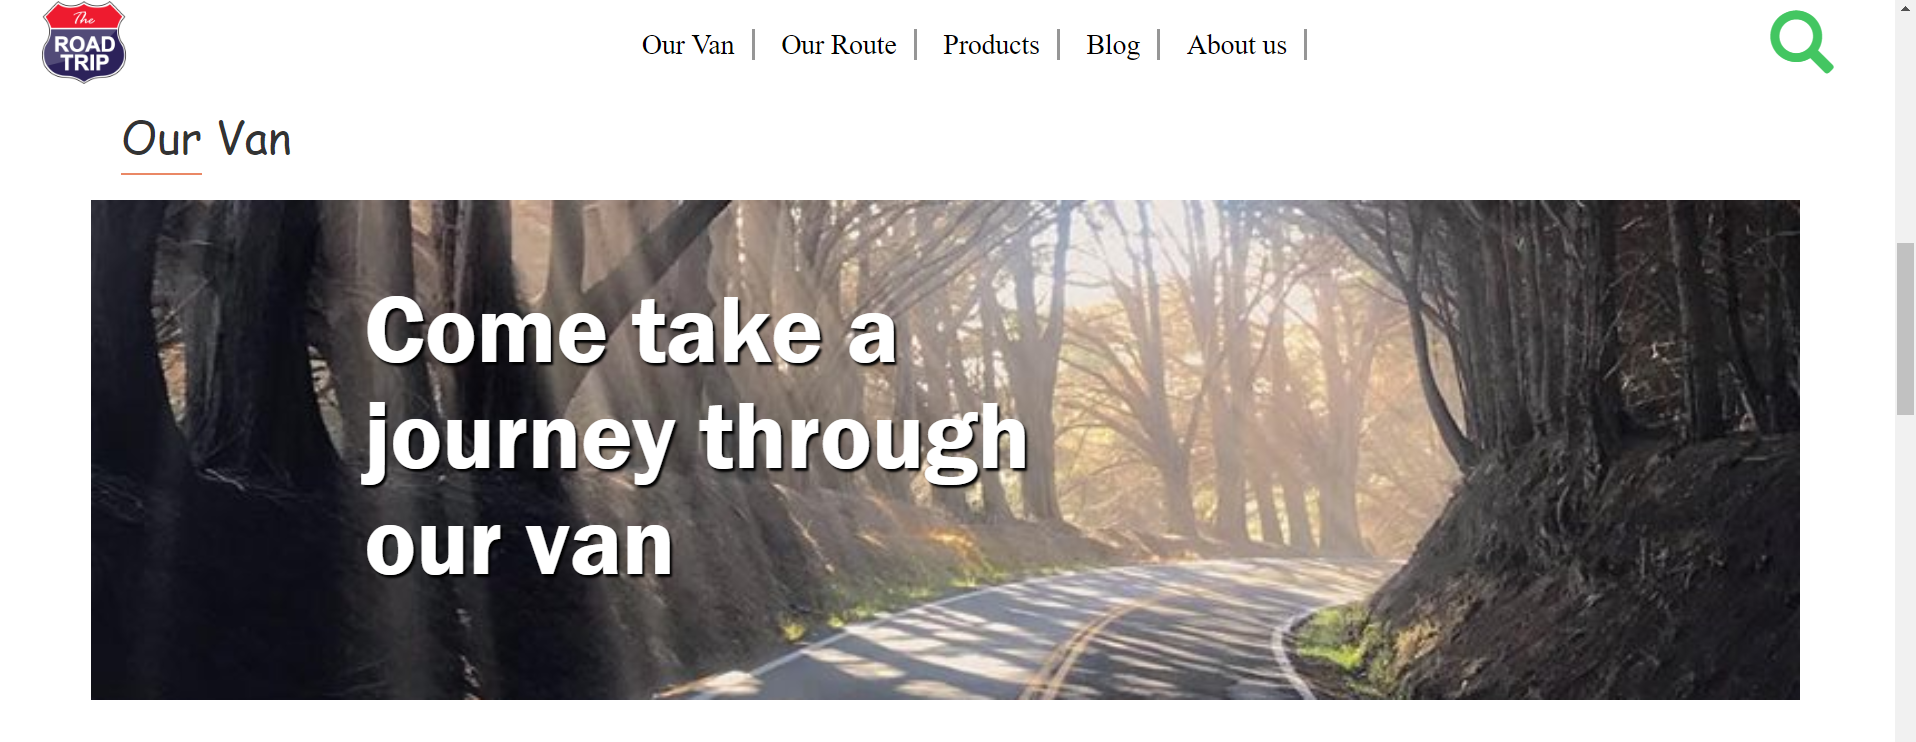 The
ROAD
TRIP
Our Van
Our Route
Products
Blog
About us
Our Van
Come take a
journey through
our van